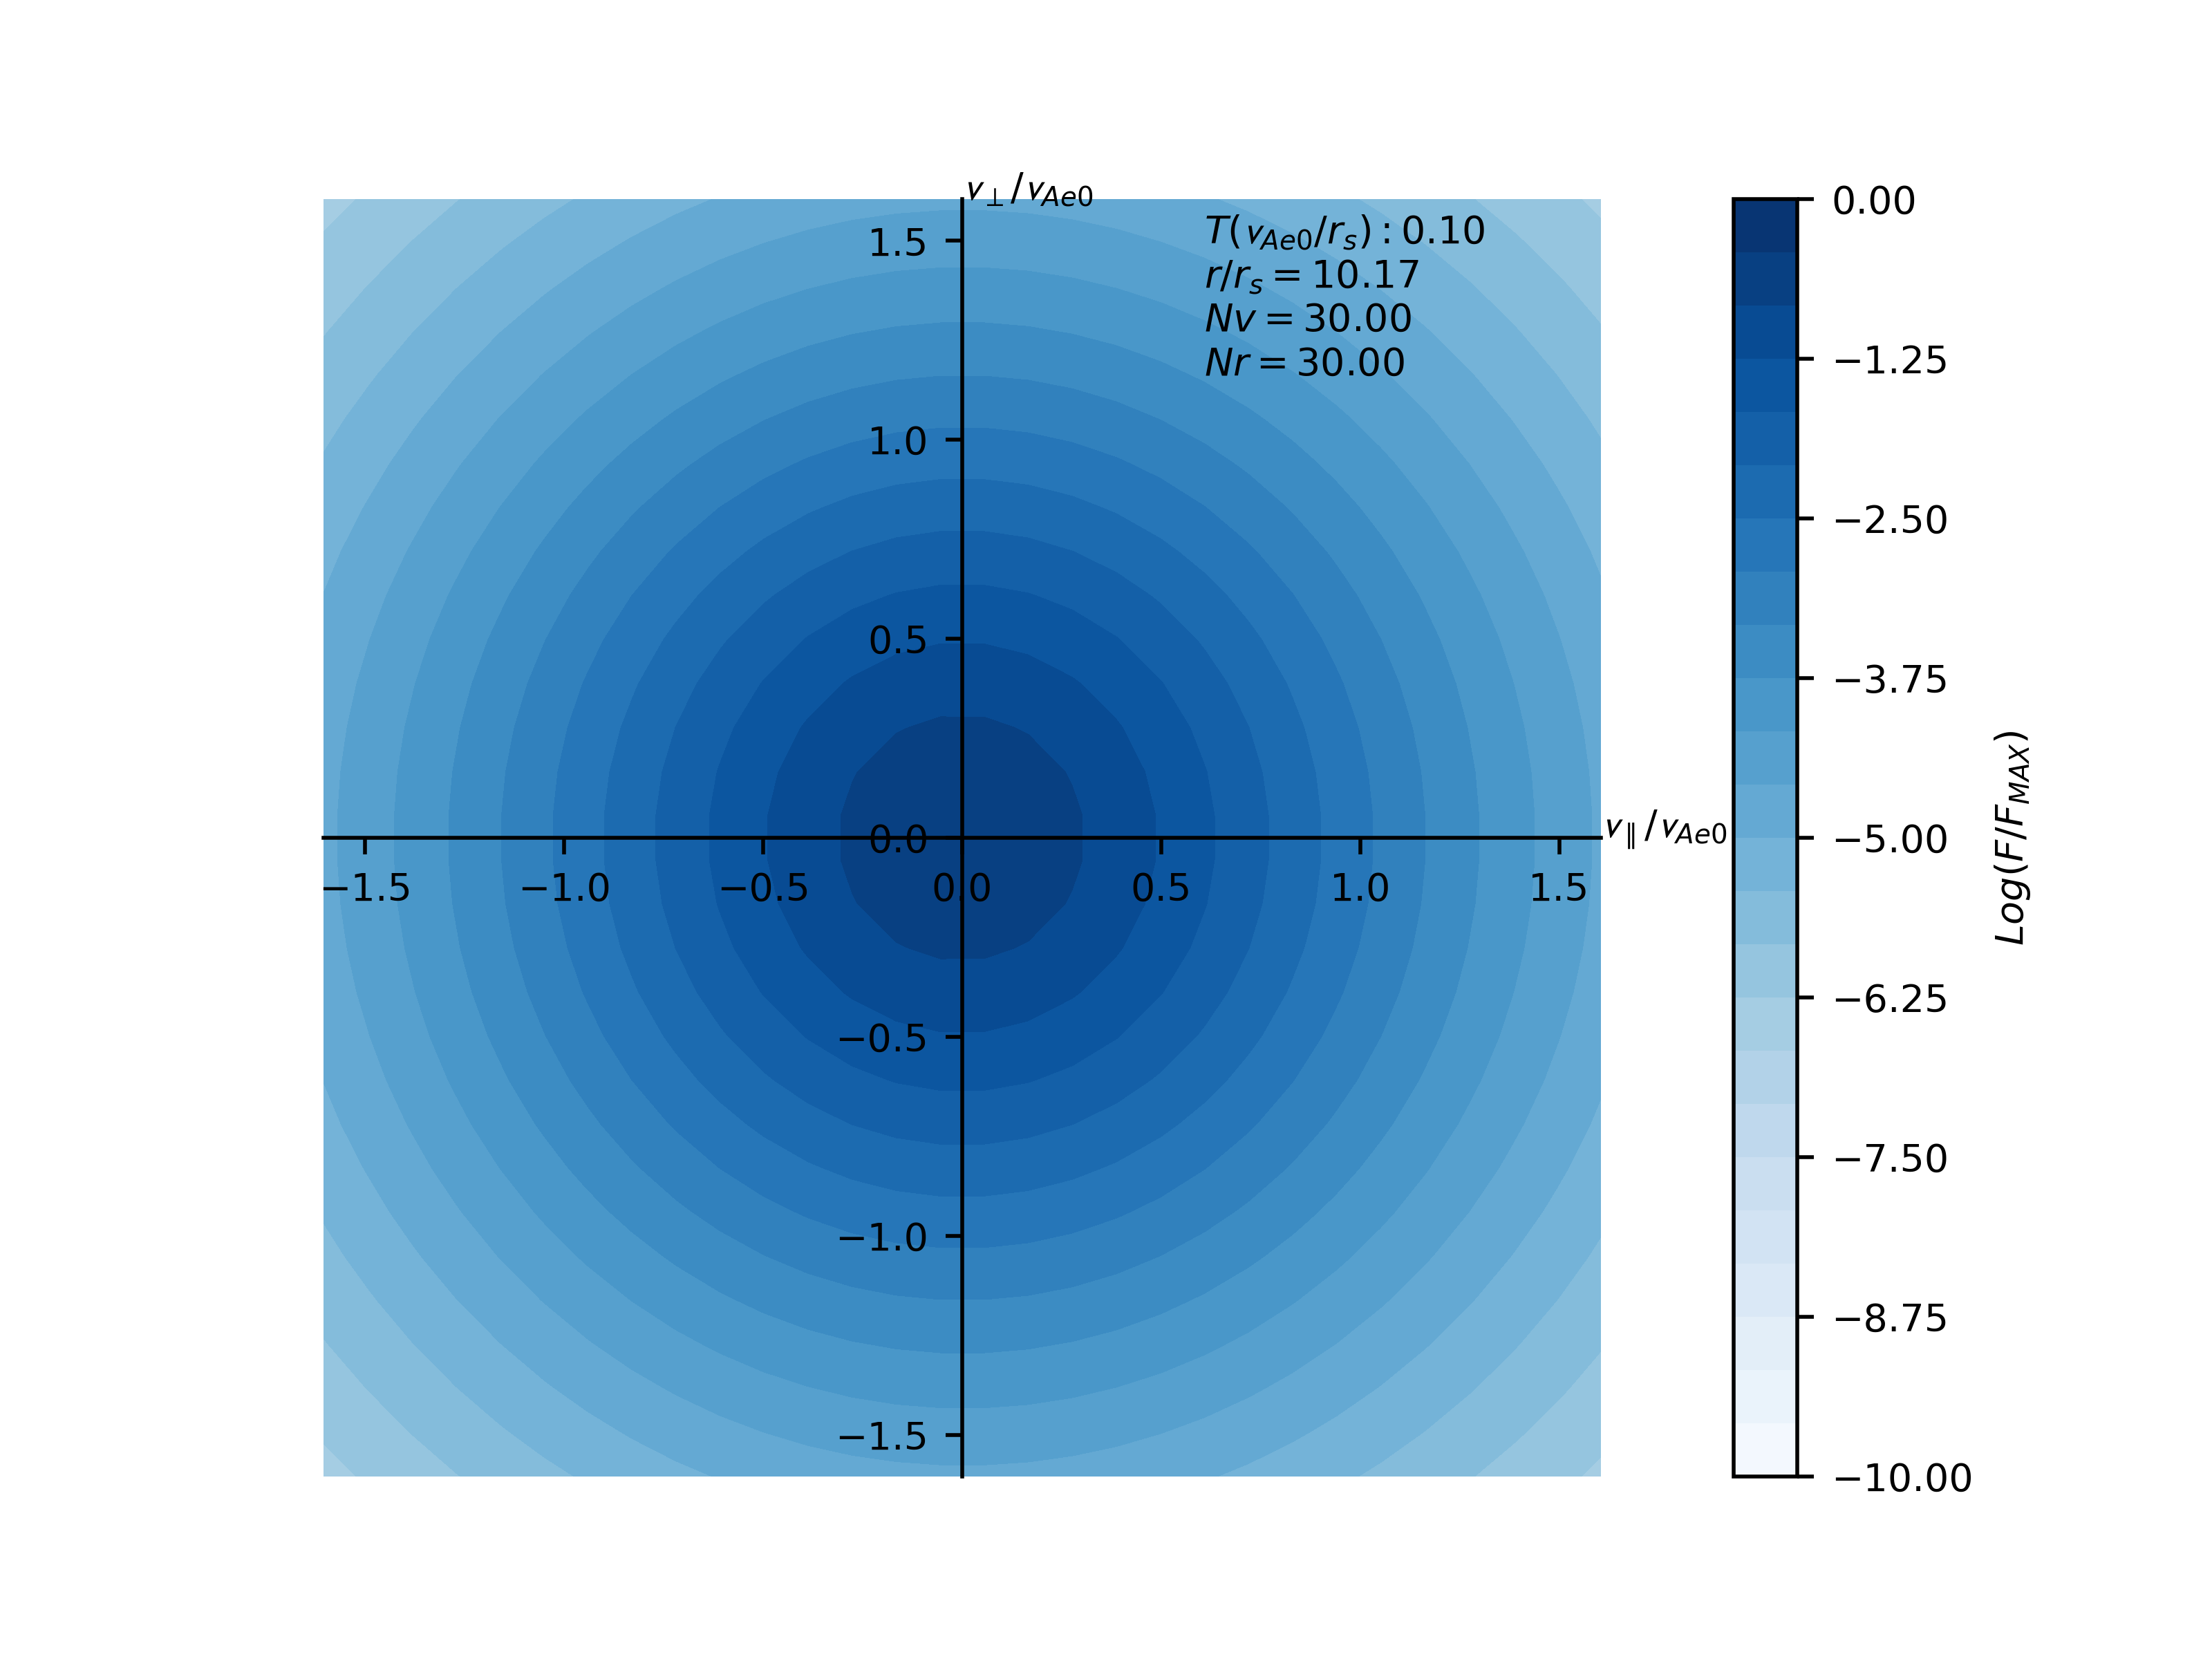 v⊥/vAe0
T(vAe0/rs) : 0.10
r/rs = 10.17
Nv = 30.00
Nr = 30.00
1.5
1.0
0.5
0.0
−0.5
−1.0
−1.5
−1.5 −1.0 −0.5 0.0 0.5 1.0 1.5
v∥/vAe0
0.00
−1.25
−2.50
−3.75
−5.00
−6.25
−7.50
−8.75
−10.00
Log(F/FMAX)